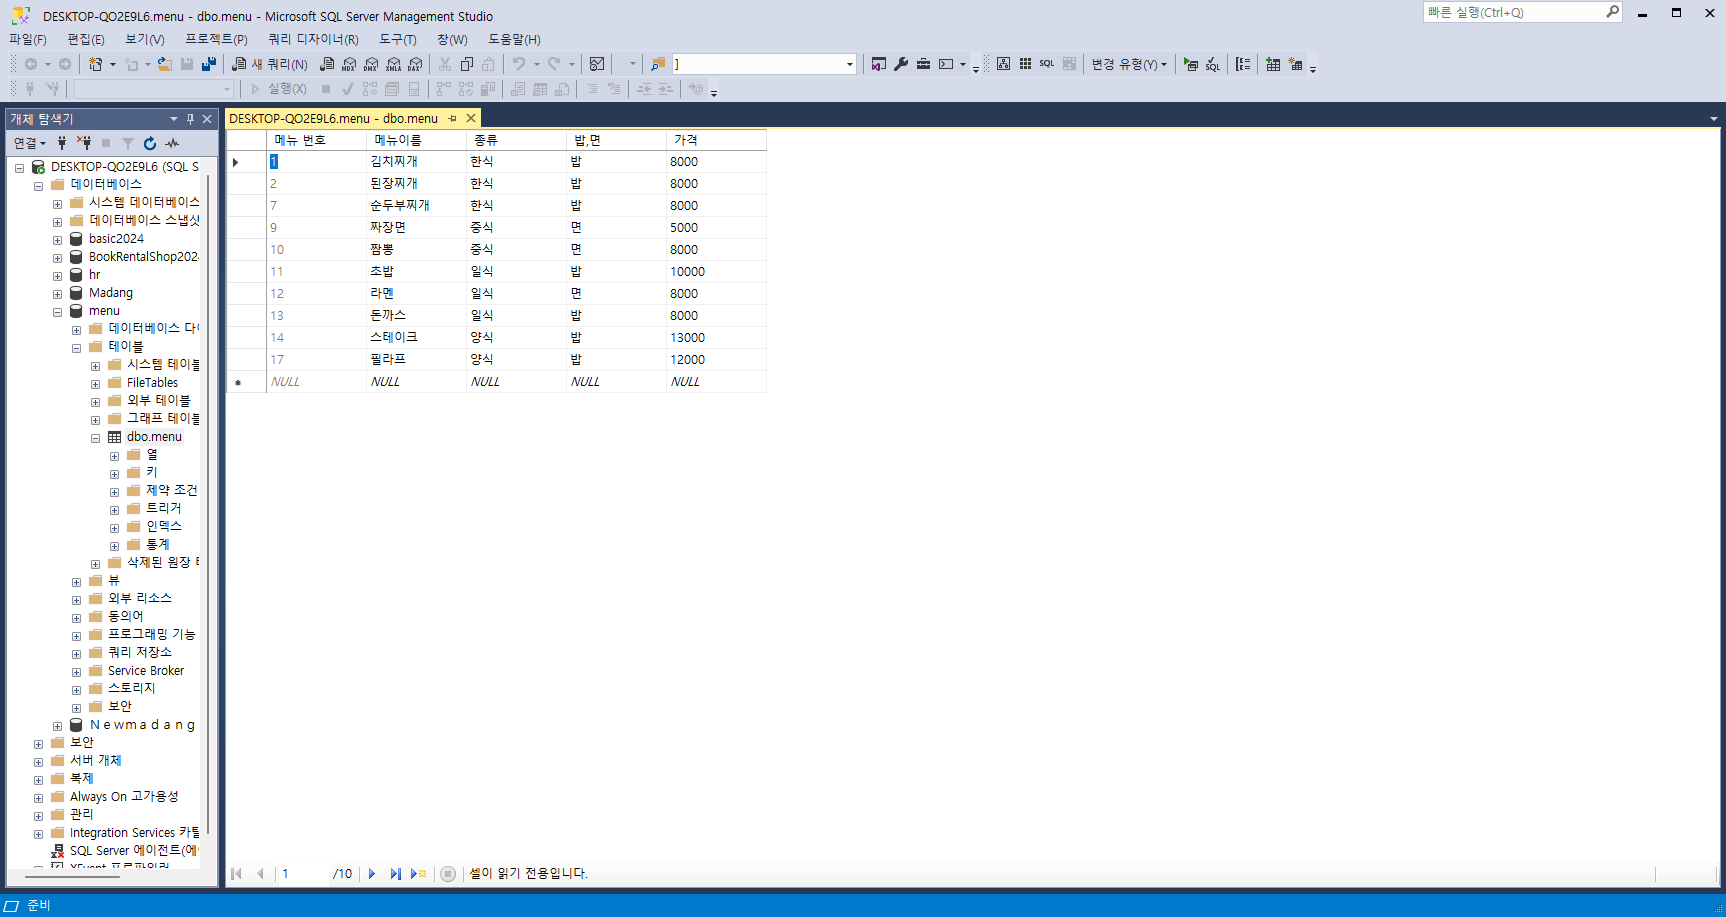 DESKTOP-QO2E9L6.menu - dbo.menu - Microsoft SQL Server Management Studio
빠른 실행(Ctrl+Q)
파일(F) 편집(E) 보기(V) 프로젝트(P) 쿼리 디자이너(R) 도구(T) 창(W) 도움말(H)
새 쿼리(N) MDX DMX XMLA DAX ] SQL 변경 유형(Y) SQL
실행(X)
개체 탐색기
연결
DESKTOP-QO2E9L6 (SQL S
데이터베이스
시스템 데이터베이스
데이터베이스 스냅샷
basic2024
BookRentalShop202
hr
Madang
menu
데이터베이스 다이
테이블
시스템 테이블
FileTables
외부 테이블
그래프 테이블
dbo.menu
열
키
제약 조건
트리거
인덱스
통계
삭제된 원장
뷰
외부 리소스
동의어
프로그래밍 기능
쿼리 저장소
Service Broker
스토리지
보안
Newmadang
보안
서버 개체
복제
Always On 고가용성
관리
Integration Services 카탈
SQL Server 에이전트(에이
XEvent 프로파일러
DESKTOP-QO2E9L6.menu - dbo.menu
메뉴 번호 메뉴이름 종류 밥,면 가격
1 김치찌개 한식 밥 8000
2 된장찌개 한식 밥 8000
7 순두부찌개 한식 밥 8000
9 짜장면 중식 면 5000
10 짬뽕 중식 면 8000
11 초밥 일식 밥 10000
12 라멘 일식 면 8000
13 돈까스 일식 밥 8000
14 스테이크 양식 밥 13000
17 필라프 양식 밥 12000
NULL NULL NULL NULL NULL
1 /10 셀이 읽기 전용입니다.
준비